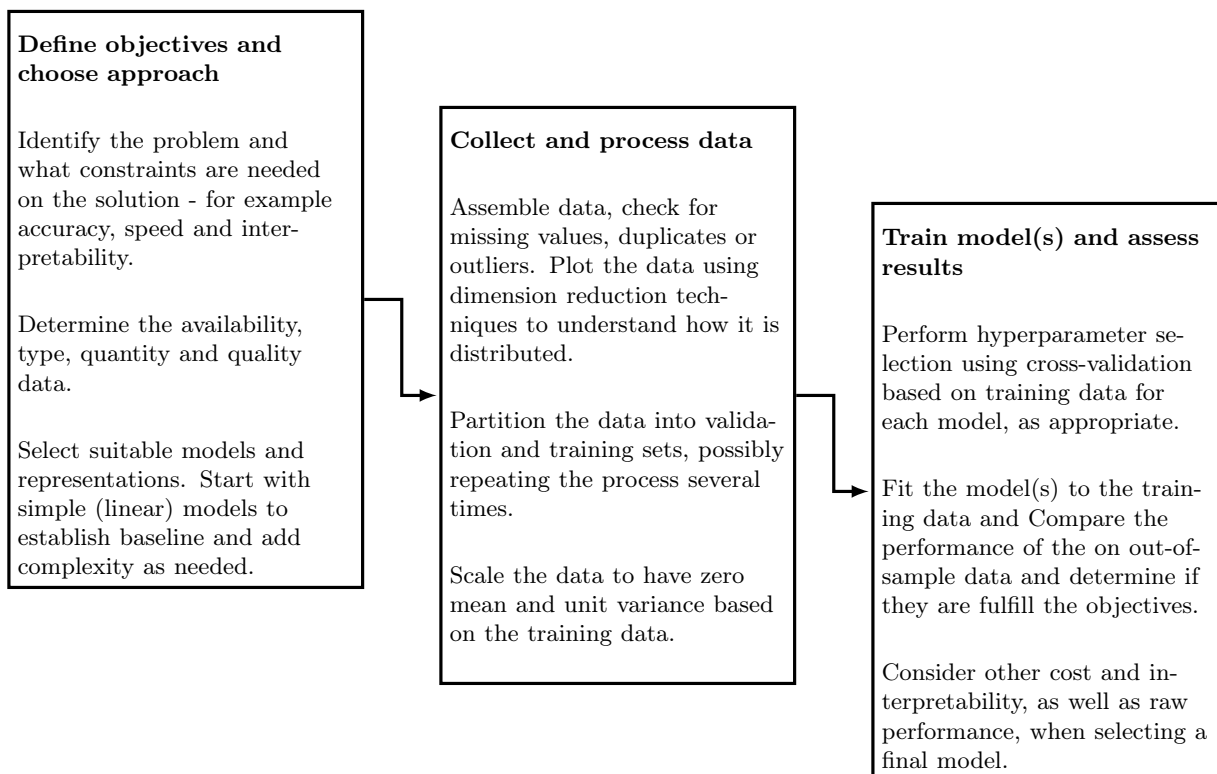 Define objectives and
choose approach
Identify the problem and
what constraints are needed
on the solution - for example
accuracy, speed and inter-
pretability.
Determine the availability,
type, quantity and quality
data.
Select suitable models and
representations. Start with
simple (linear) models to
establish baseline and add
complexity as needed.
Collect and process data
Assemble data, check for
missing values, duplicates or
outliers. Plot the data using
dimension reduction tech-
niques to understand how it is
distributed.
Partition the data into valida-
tion and training sets, possibly
repeating the process several
times.
Scale the data to have zero
mean and unit variance based
on the training data.
Train model(s) and assess
results
Perform hyperparameter se-
lection using cross-validation
based on training data for
each model, as appropriate.
Fit the model(s) to the train-
ing data and Compare the
performance of the on out-of-
sample data and determine if
they are fulfill the objectives.
Consider other cost and in-
terpretability, as well as raw
performance, when selecting a
final model.